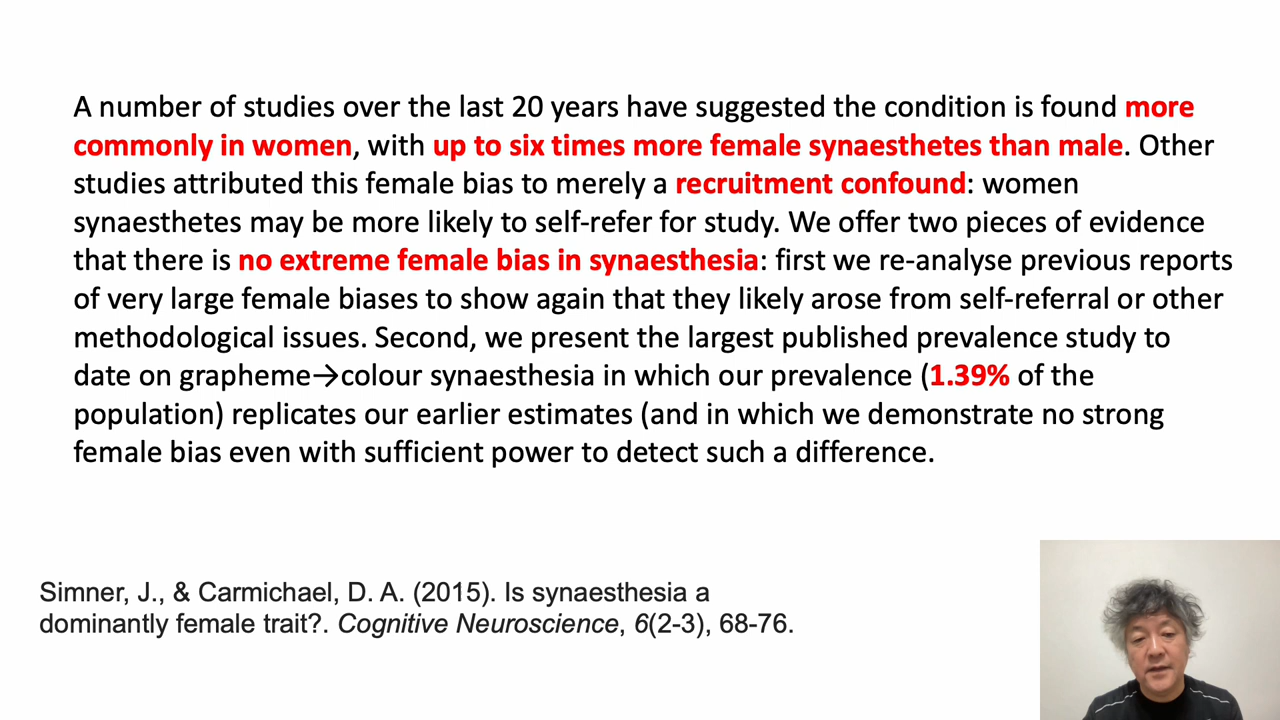 A number of studies over the last 20 years have suggested the condition is found more
commonly in women, with up to six times more female synaesthetes than male. Other
studies attributed this female bias to merely a recruitment confound: women
synaesthetes may be more likely to self-refer for study. We offer two pieces of evidence
that there is no extreme female bias in synaesthesia: first we re-analyse previous reports
of very large female biases to show again that they likely arose from self-referral or other
methodological issues. Second, we present the largest published prevalence study to
date on grapheme→colour synaesthesia in which our prevalence (1.39% of the
population) replicates our earlier estimates (and in which we demonstrate no strong
female bias even with sufficient power to detect such a difference.
Simner, J., & Carmichael, D. A. (2015). Is synaesthesia a
dominantly female trait?. Cognitive Neuroscience, 6(2-3), 68-76.